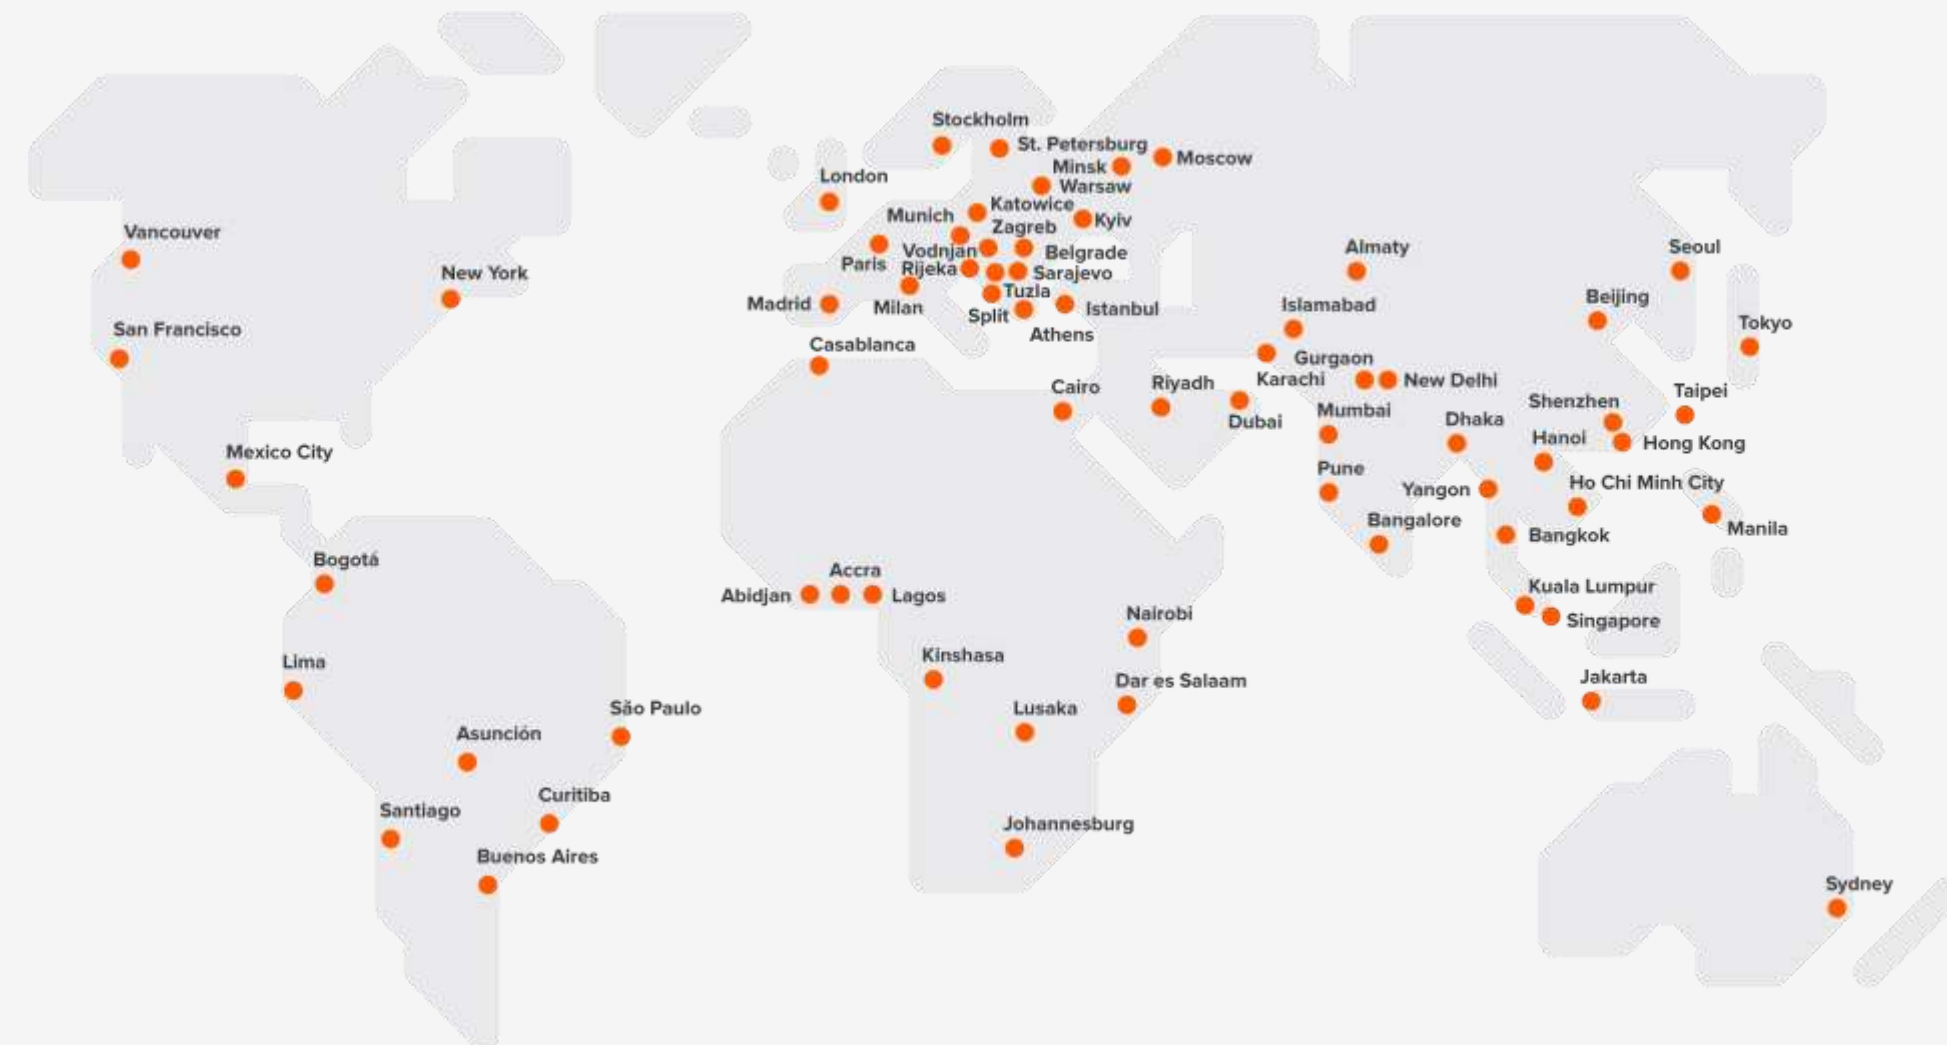 Stockholm
St. Petersburg
Minsk
Moscow
London
Warsaw
Katowice
Munich
Kyiv
Zagreb
Vancouver
Vodnjan
Belgrade
Almaty
Seoul
Paris
Rijeka
Sarajevo
New York
Tuzla
Beijing
Madrid
Milan
Split
Istanbul
Islamabad
San Francisco
Athens
Tokyo
Casablanca
Gurgaon
Cairo
Riyadh
Karachi
New Delhi
Taipei
Shenzhen
Dubai
Mumbai
Dhaka
Hanoi
Hong Kong
Mexico City
Pune
Yangon
Ho Chi Minh City
Bangalore
Manila
Bangkok
Bogotá
Accra
Kuala Lumpur
Abidjan
Lagos
Nairobi
Singapore
Kinshasa
Lima
Dar es Salaam
Jakarta
São Paulo
Lusaka
Asunción
Curitiba
Santiago
Johannesburg
Buenos Aires
Sydney